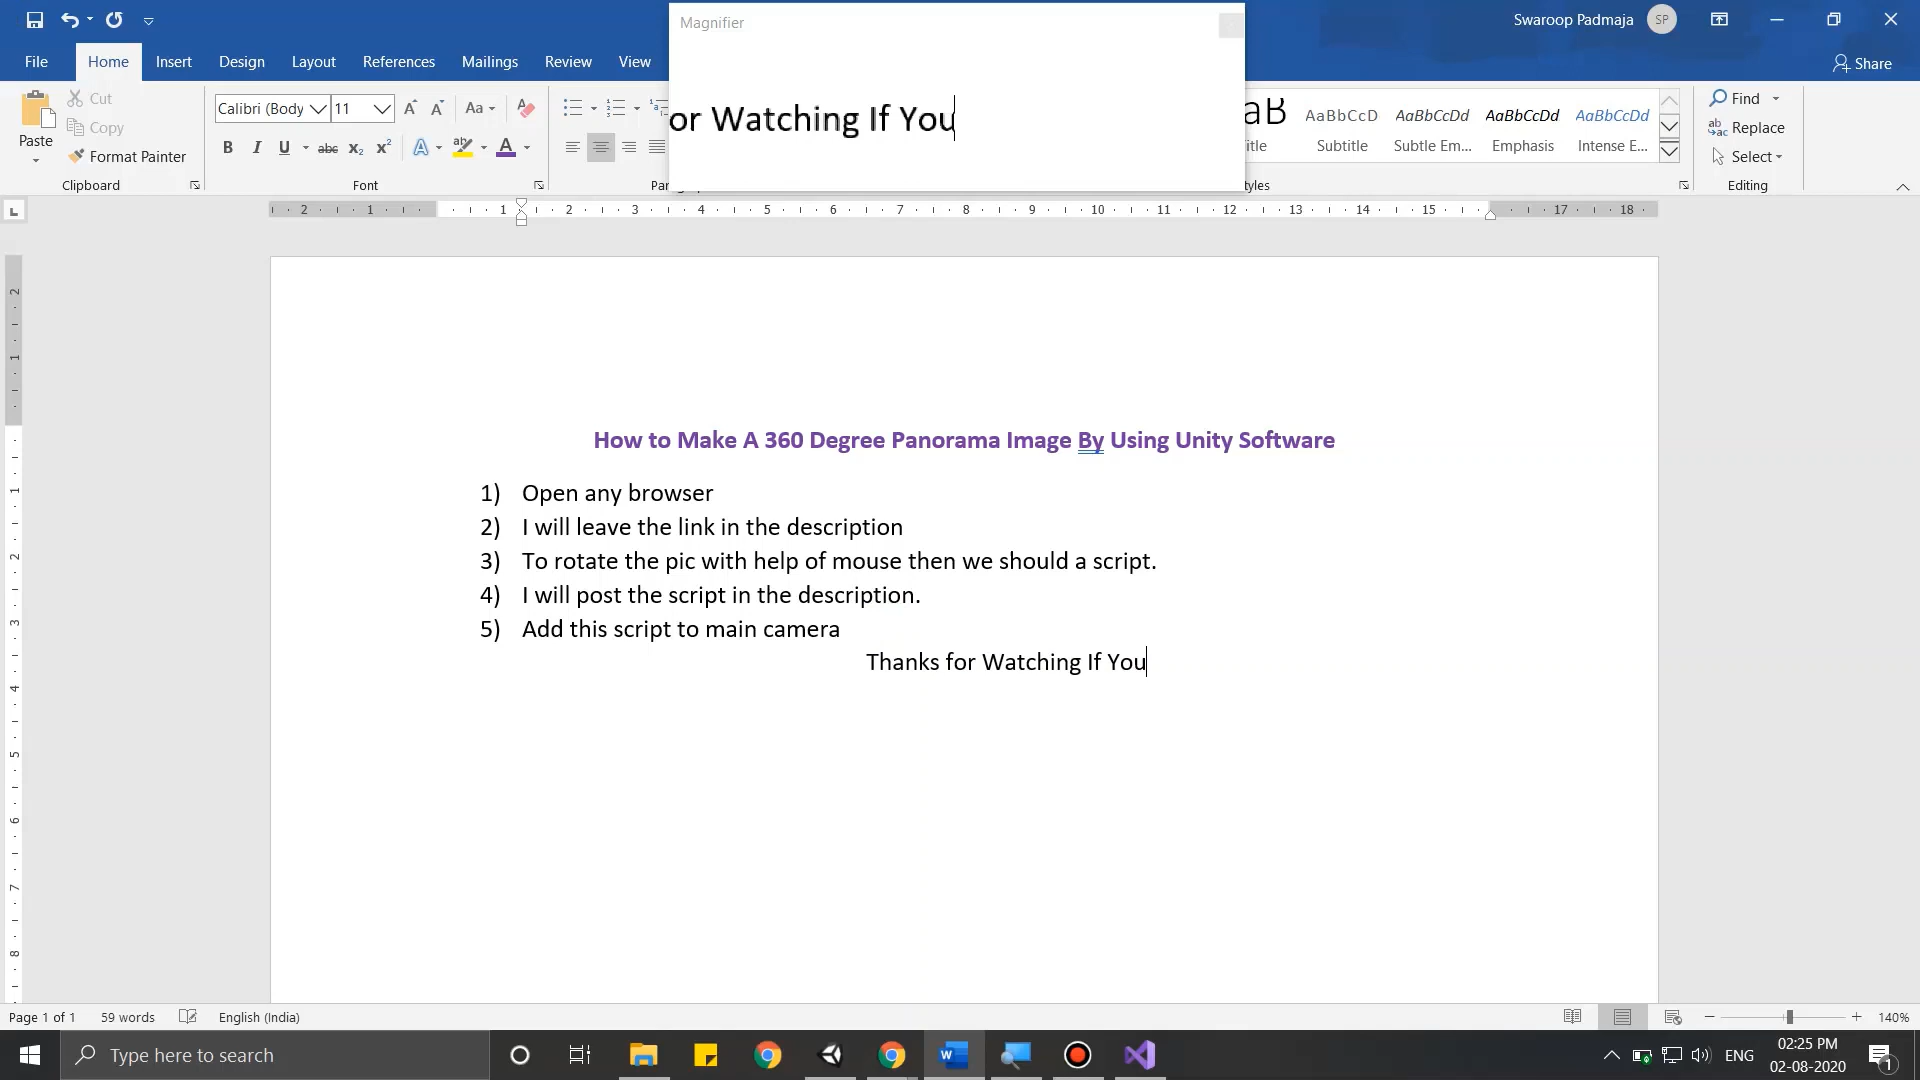 Swaroop Padmaja
SP
Magnifier
File
Home
Insert
Design
Layout
References
Mailings
Review
View
Share
or Watching If You
Paste
Cut
Copy
Format Painter
Clipboard
Calibri (Body
11
Font
AaBbCcD
AaBbCcDd
AaBbCcDd
AaBbCcDd
Subtitle
Subtle Em...
Emphasis
Intense E...
Find
Replace
Select
Editing
How to Make A 360 Degree Panorama Image By Using Unity Software
1) Open any browser
2) I will leave the link in the description
3) To rotate the pic with help of mouse then we should a script.
4) I will post the script in the description.
5) Add this script to main camera
Thanks for Watching If You
Page 1 of 1
59 words
English (India)
140%
Type here to search
ENG
02:25 PM
02-08-2020
1